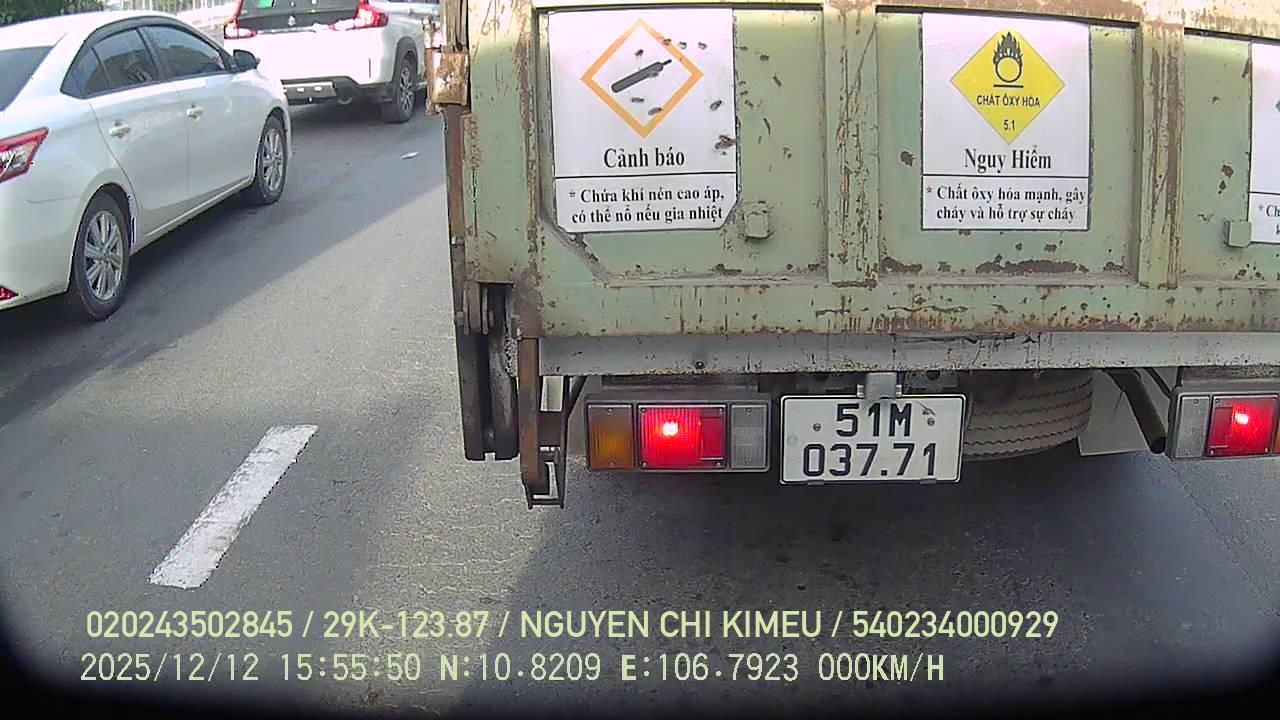 Cảnh báo
* Chứa khí nén cao áp,
có thể nổ nếu gia nhiệt
CHẤT ÔXY HÓA
5.1
Nguy Hiểm
* Chất ôxy hóa mạnh, gây
cháy và hỗ trợ sự cháy
51M
037.71
020243502845 / 29K-123.87 / NGUYEN CHI KIMEU / 540234000929
2025/12/12 15:55:50 N:10.8209 E:106.7923 000KM/H